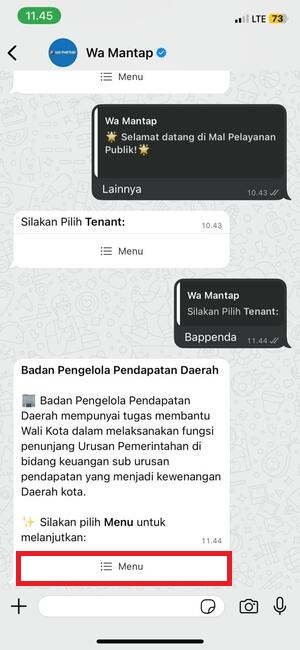 11.45
LTE 73
WA MANTAP
Wa Mantap
Menu
Wa Mantap
🌟 Selamat datang di Mal Pelayanan
Publik!🌟
Lainnya
10.43
Silakan Pilih Tenant:
10.43
Menu
Wa Mantap
Silakan Pilih Tenant:
Bappenda
11.44
Badan Pengelola Pendapatan Daerah
🏢 Badan Pengelola Pendapatan
Daerah mempunyai tugas membantu
Wali Kota dalam melaksanakan fungsi
penunjang Urusan Pemerintahan di
bidang keuangan sub urusan
pendapatan yang menjadi kewenangan
Daerah kota.
✨ Silakan pilih Menu untuk
melanjutkan:
11.44
Menu